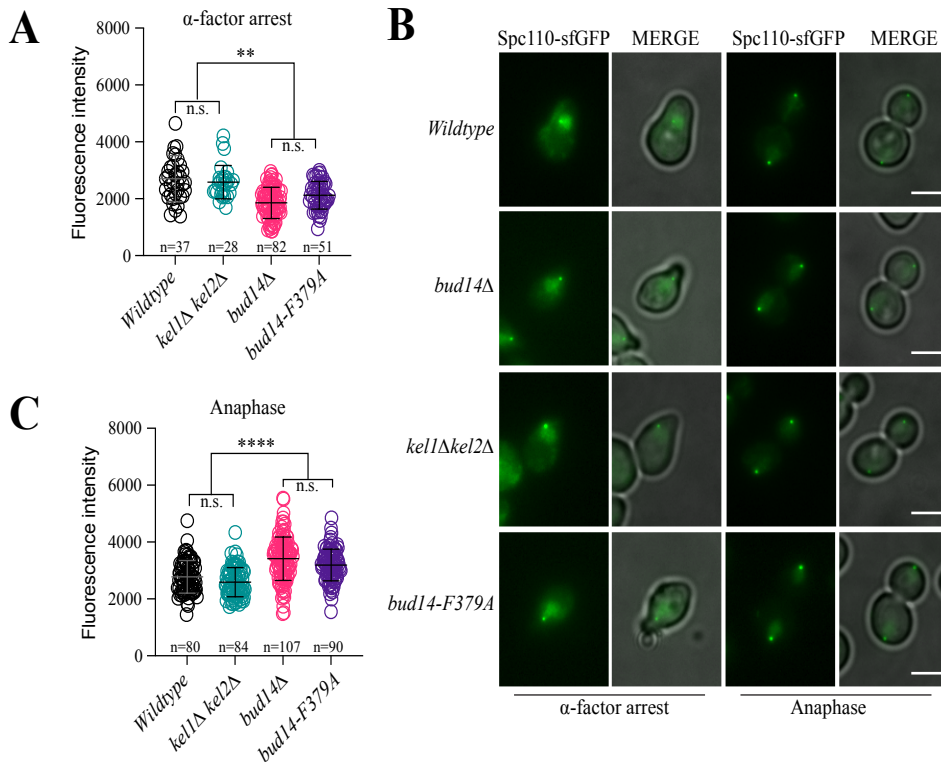 A
α-factor arrest
Fluorescence intensity
8000
6000
4000
2000
0
**
n.s.
n.s.
n=37 n=28 n=82 n=51
Wildtype
kel1Δ kel2Δ
bud14Δ
bud14-F379A
B
Spc110-sfGFP MERGE Spc110-sfGFP MERGE
Wildtype
bud14Δ
kel1Δkel2Δ
bud14-F379A
α-factor arrest Anaphase
C
Anaphase
Fluorescence intensity
8000
6000
4000
2000
0
****
n.s.
n.s.
n=80 n=84 n=107 n=90
Wildtype
kel1Δ kel2Δ
bud14Δ
bud14-F379A